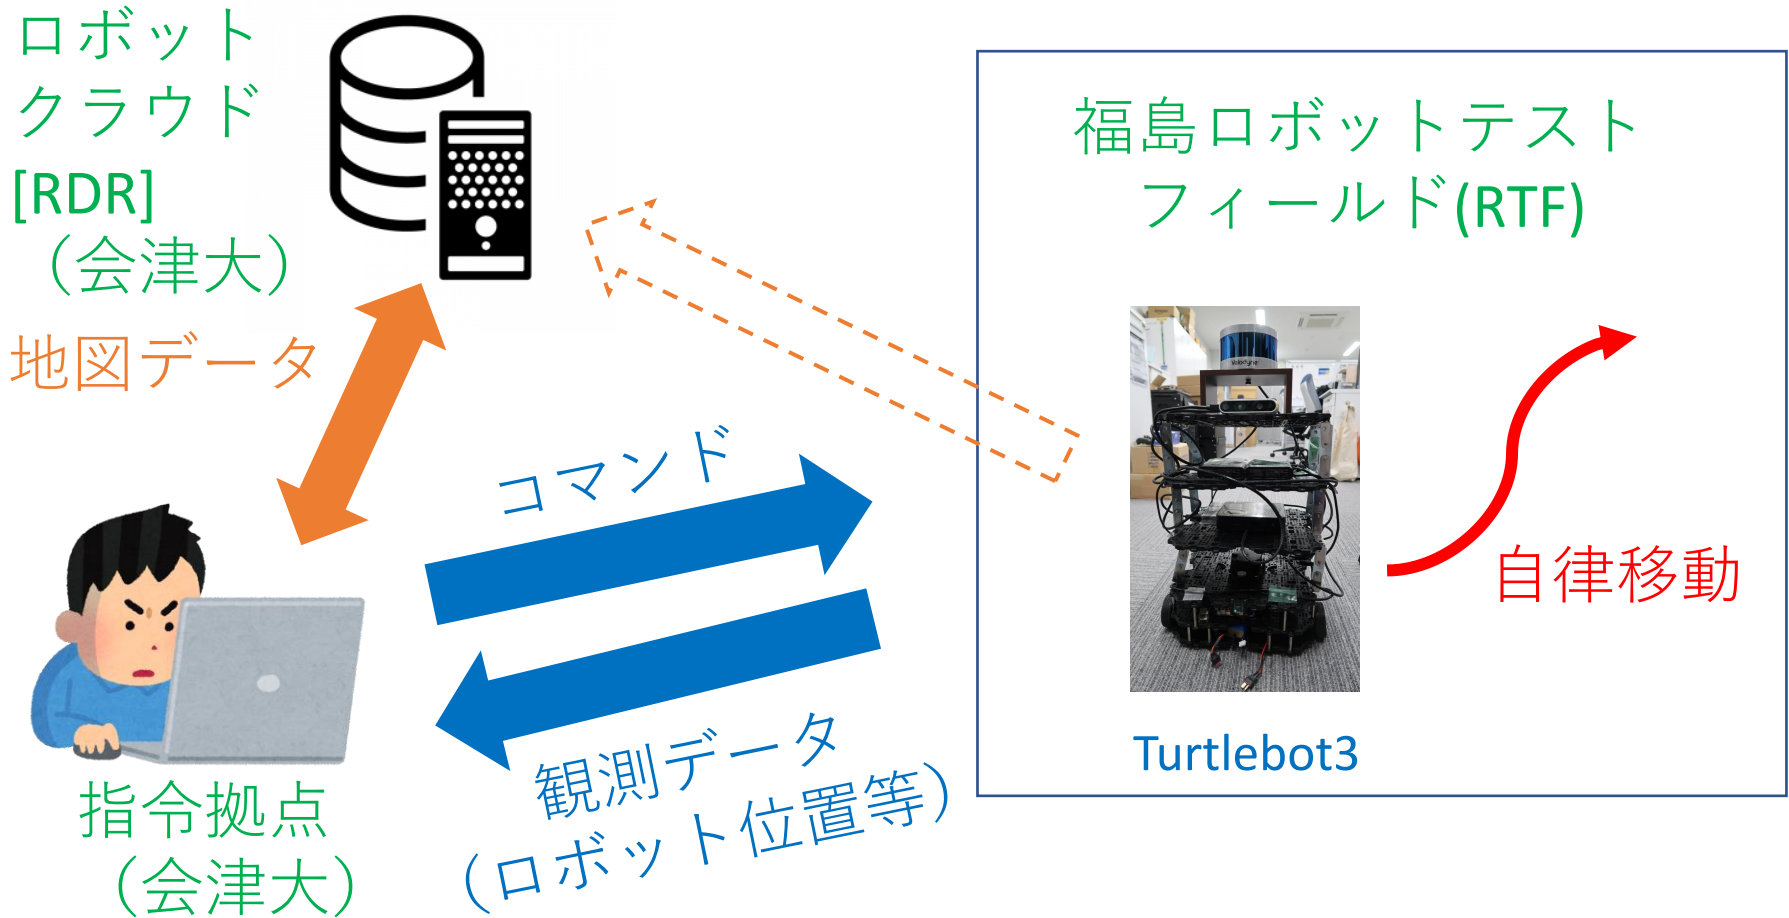 ロボット
クラウド
[RDR]
（会津大）
地図データ
福島ロボットテスト
フィールド(RTF)
Velodyne
コマンド
自律移動
観測データ
（ロボット位置等）
Turtlebot3
指令拠点
（会津大）